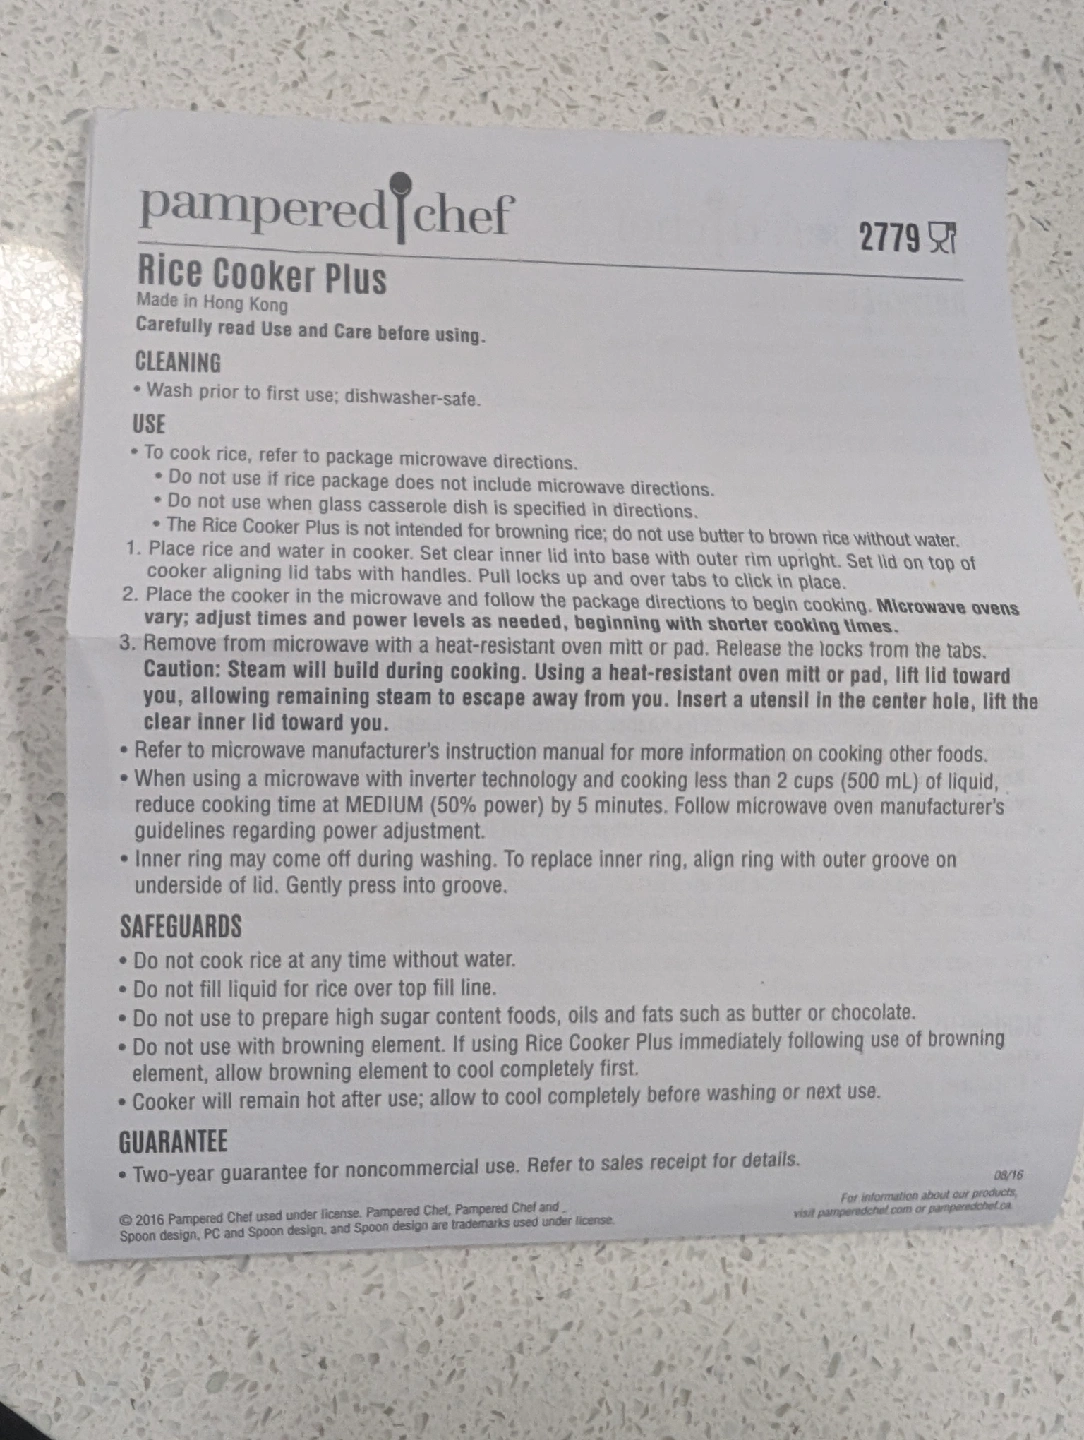 pampered chef
2779
Rice Cooker Plus
Made in Hong Kong
Carefully read Use and Care before using.
CLEANING
• Wash prior to first use; dishwasher-safe.
USE
• To cook rice, refer to package microwave directions.
• Do not use if rice package does not include microwave directions.
• Do not use when glass casserole dish is specified in directions.
• The Rice Cooker Plus is not intended for browning rice; do not use butter to brown rice without water.
1. Place rice and water in cooker. Set clear inner lid into base with outer rim upright. Set lid on top of
cooker aligning lid tabs with handles. Pull locks up and over tabs to click in place.
2. Place the cooker in the microwave and follow the package directions to begin cooking. Microwave ovens
vary; adjust times and power levels as needed, beginning with shorter cooking times.
3. Remove from microwave with a heat-resistant oven mitt or pad. Release the locks from the tabs.
Caution: Steam will build during cooking. Using a heat-resistant oven mitt or pad, lift lid toward
you, allowing remaining steam to escape away from you. Insert a utensil in the center hole, lift the
clear inner lid toward you.
• Refer to microwave manufacturer's instruction manual for more information on cooking other foods.
• When using a microwave with inverter technology and cooking less than 2 cups (500 mL) of liquid,
reduce cooking time at MEDIUM (50% power) by 5 minutes. Follow microwave oven manufacturer's
guidelines regarding power adjustment.
• Inner ring may come off during washing. To replace inner ring, align ring with outer groove on
underside of lid. Gently press into groove.
SAFEGUARDS
• Do not cook rice at any time without water.
• Do not fill liquid for rice over top fill line.
• Do not use to prepare high sugar content foods, oils and fats such as butter or chocolate.
• Do not use with browning element. If using Rice Cooker Plus immediately following use of browning
element, allow browning element to cool completely first.
• Cooker will remain hot after use; allow to cool completely before washing or next use.
GUARANTEE
• Two-year guarantee for noncommercial use. Refer to sales receipt for details.
08/16
© 2016 Pampered Chef used under license. Pampered Chef, Pampered Chef and
Spoon design, PC and Spoon design, and Spoon design are trademarks used under license.
For information about our products,
visit pamperedchef.com or pamperedchef.ca.